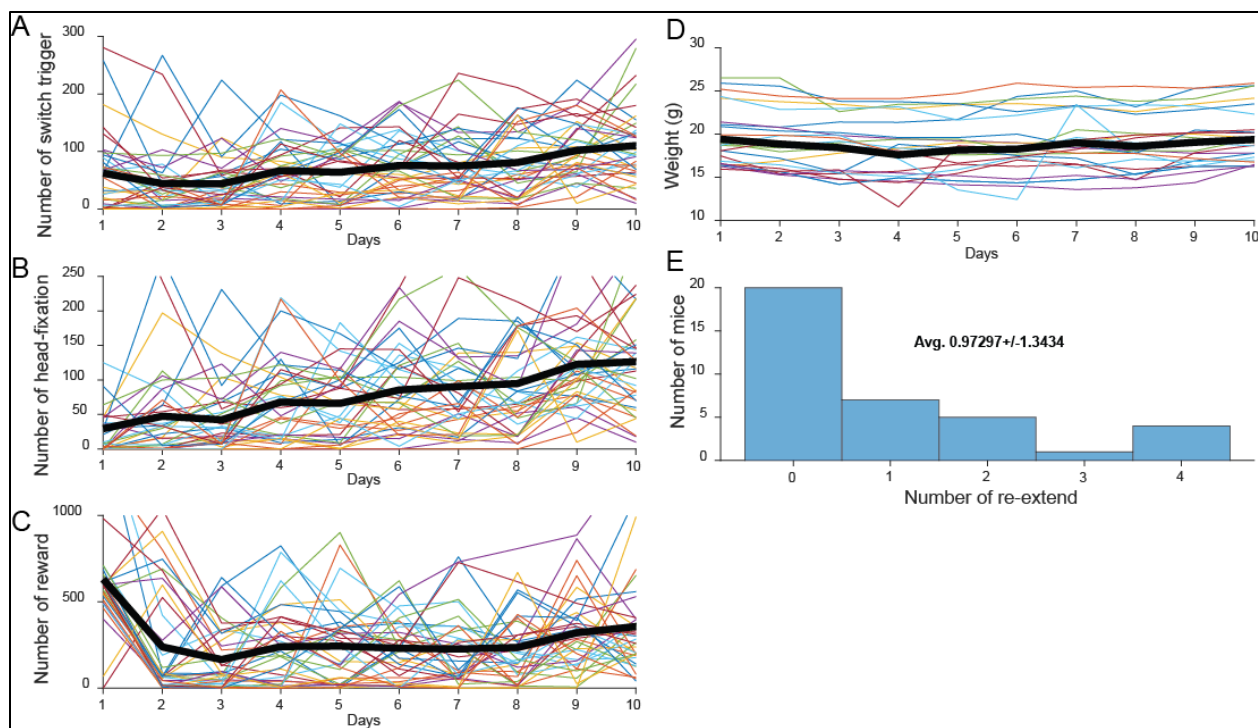 A
Number of switch trigger
300
200
100
0
1 2 3 4 5 6 7 8 9 10
Days
B
Number of head-fixation
250
200
150
100
50
0
1 2 3 4 5 6 7 8 9 10
Days
C
Number of reward
1000
500
0
1 2 3 4 5 6 7 8 9 10
Days
D
Weight (g)
30
25
20
15
10
1 2 3 4 5 6 7 8 9 10
Days
E
Number of mice
20
15
10
5
0
Avg. 0.97297+/-1.3434
0 1 2 3 4
Number of re-extend